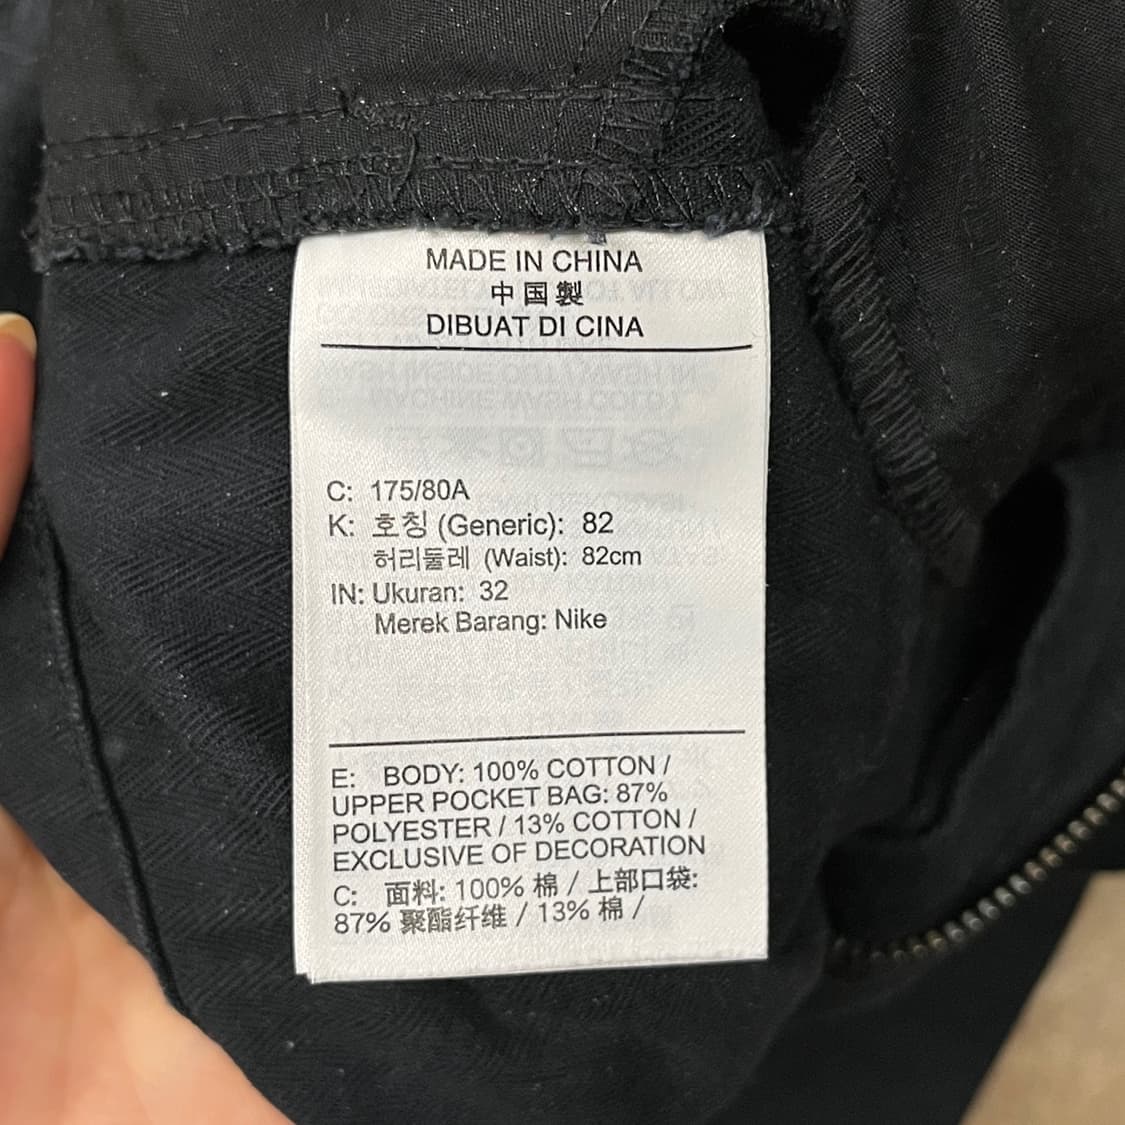 MADE IN CHINA
中国製
DIBUAT DI CINA
C: 175/80A
K: 호칭 (Generic): 82
허리둘레 (Waist): 82cm
IN: Ukuran: 32
Merek Barang: Nike
E: BODY: 100% COTTON /
UPPER POCKET BAG: 87%
POLYESTER / 13% COTTON /
EXCLUSIVE OF DECORATION
C: 面料: 100% 棉 / 上部口袋:
87% 聚酯纤维 / 13% 棉 /